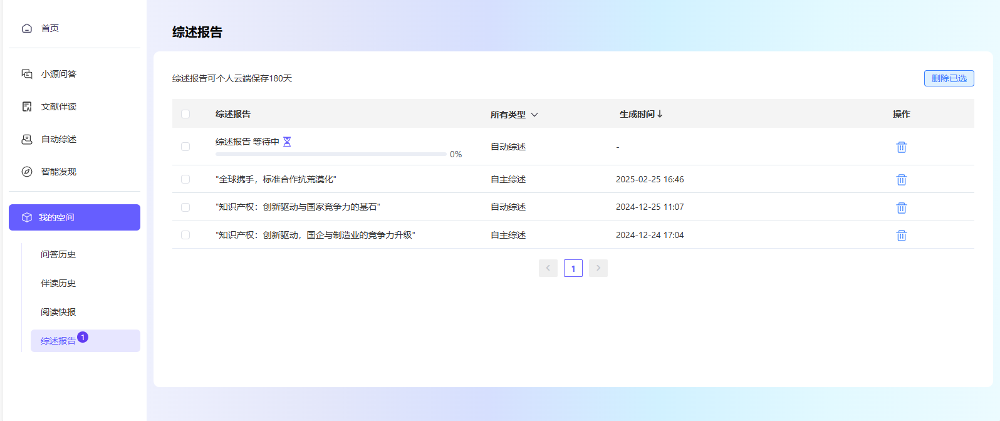 首页
小源问答
文献伴读
自动综述
智能发现
我的空间
问答历史
伴读历史
阅读快报
综述报告 1
综述报告
综述报告可个人云端保存180天 删除已选
综述报告 所有类型 生成时间↓ 操作
综述报告 等待中
0%
自动综述 -
"全球携手，标准合作抗荒漠化" 自主综述 2025-02-25 16:46
"知识产权：创新驱动与国家竞争力的基石" 自动综述 2024-12-25 11:07
"知识产权：创新驱动，国企与制造业的竞争力升级" 自主综述 2024-12-24 17:04
< 1 >